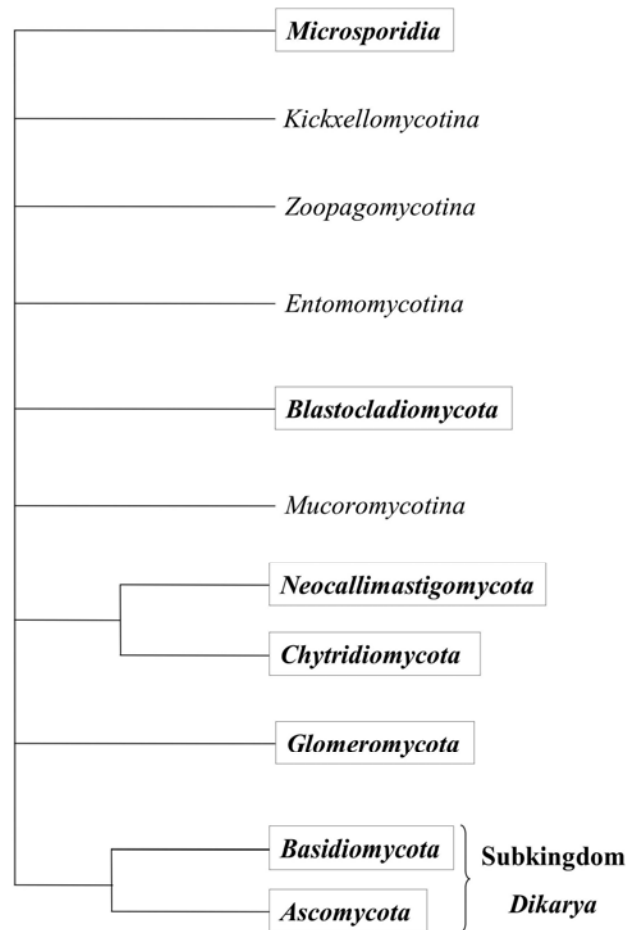 Microsporidia
Kickxellomycotina
Zoopagomycotina
Entomomycotina
Blastocladiomycota
Mucoromycotina
Neocallimastigomycota
Chytridiomycota
Glomeromycota
Basidiomycota
Ascomycota
Subkingdom
Dikarya